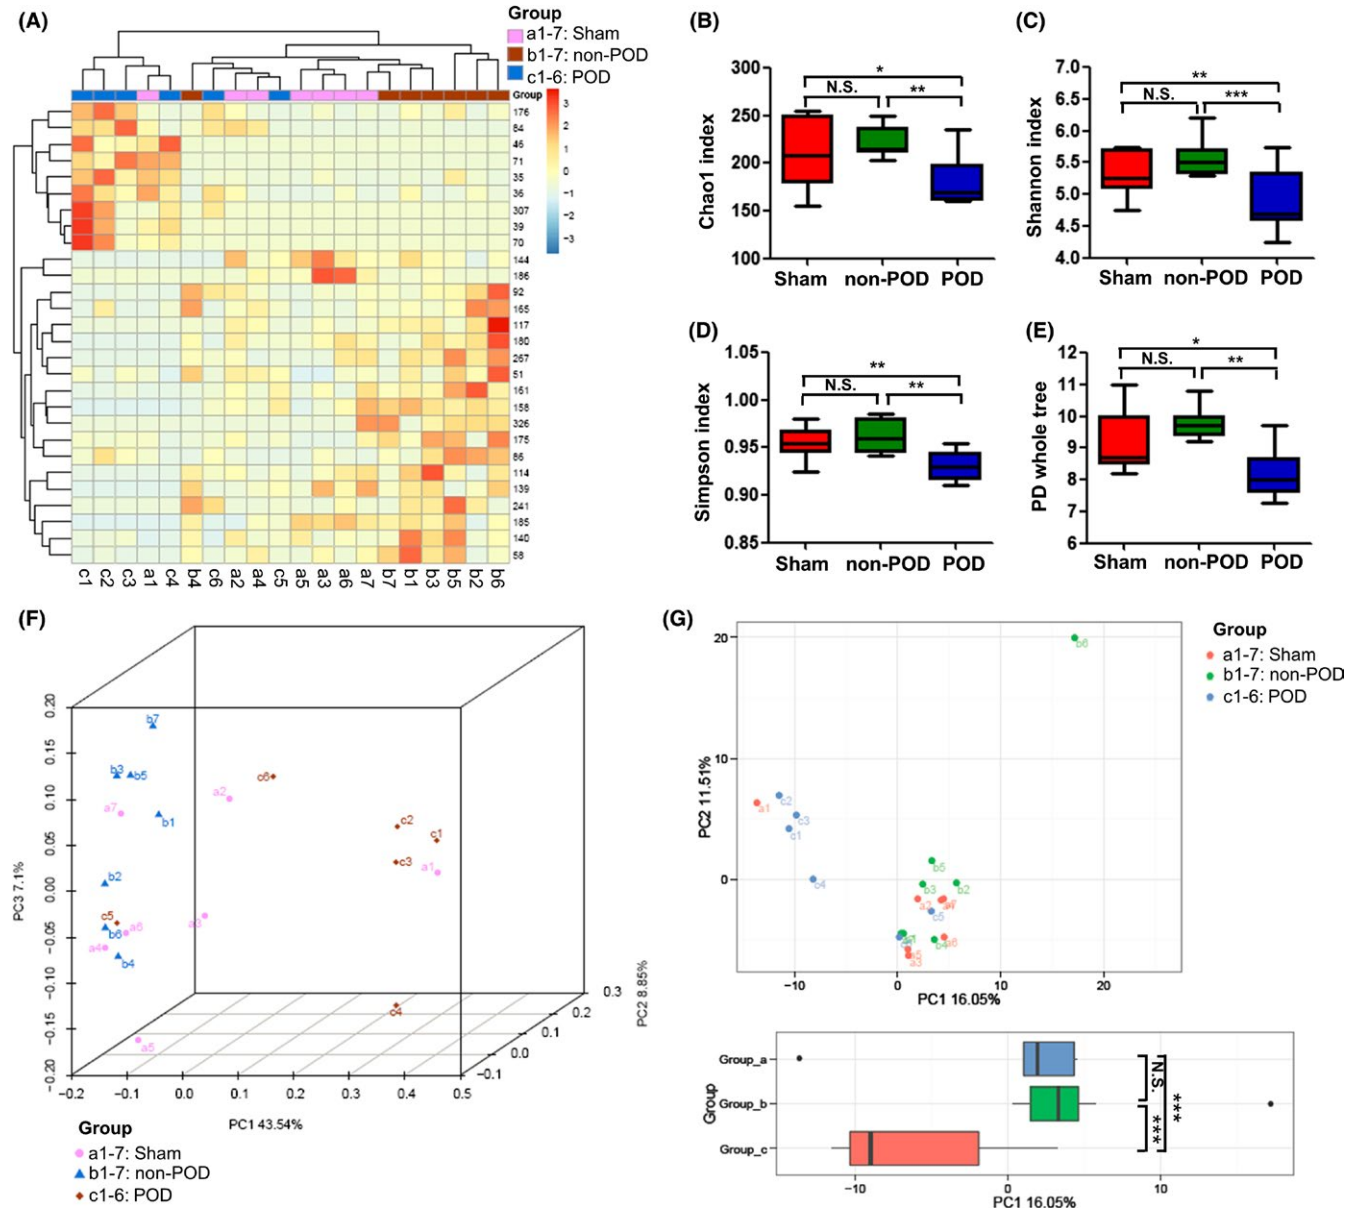 (A)
Group
a1-7: Sham
b1-7: non-POD
c1-6: POD
Group
3
2
1
0
−1
−2
−3
176
64
46
71
35
36
307
39
70
144
186
92
165
117
180
267
51
161
158
326
175
86
114
139
241
185
140
58
c1 c2 c3 a1 c4 b4 c6 a2 a4 c5 a5 a3 a6 a7 b7 b1 b3 b5 b2 b6
(B)
Chao1 index
300
250
200
150
100
*
N.S.
**
Sham non-POD POD
(C)
Shannon index
7.0
6.5
6.0
5.5
5.0
4.5
4.0
**
N.S.
***
Sham non-POD POD
(D)
Simpson index
1.05
1.00
0.95
0.90
0.85
**
N.S.
**
Sham non-POD POD
(E)
PD whole tree
12
11
10
9
8
7
6
*
N.S.
**
Sham non-POD POD
(F)
PC3 7.1%
0.20
0.15
0.10
0.05
0.00
−0.05
−0.10
−0.15
−0.20
b7
b3
b5
a7
b1
a2
c6
c2
c1
c3
a1
b2
c5
a3
b6
a6
a4
b4
c4
a5
−0.2 −0.1 0.0 0.1 0.2 0.3 0.4 0.5
PC1 43.54%
−0.1
0.0
0.1
0.2
0.3
PC2 8.85%
Group
a1-7: Sham
b1-7: non-POD
c1-6: POD
(G)
PC2 11.51%
20
10
0
b6
a1
c2
c3
c1
c4
b5
b3
b2
a2
c5
b4
a6
a5
a3
−10 0 10 20
PC1 16.05%
Group
a1-7: Sham
b1-7: non-POD
c1-6: POD
Group
Group_a
Group_b
Group_c
N.S.
***
***
−10 0 10
PC1 16.05%